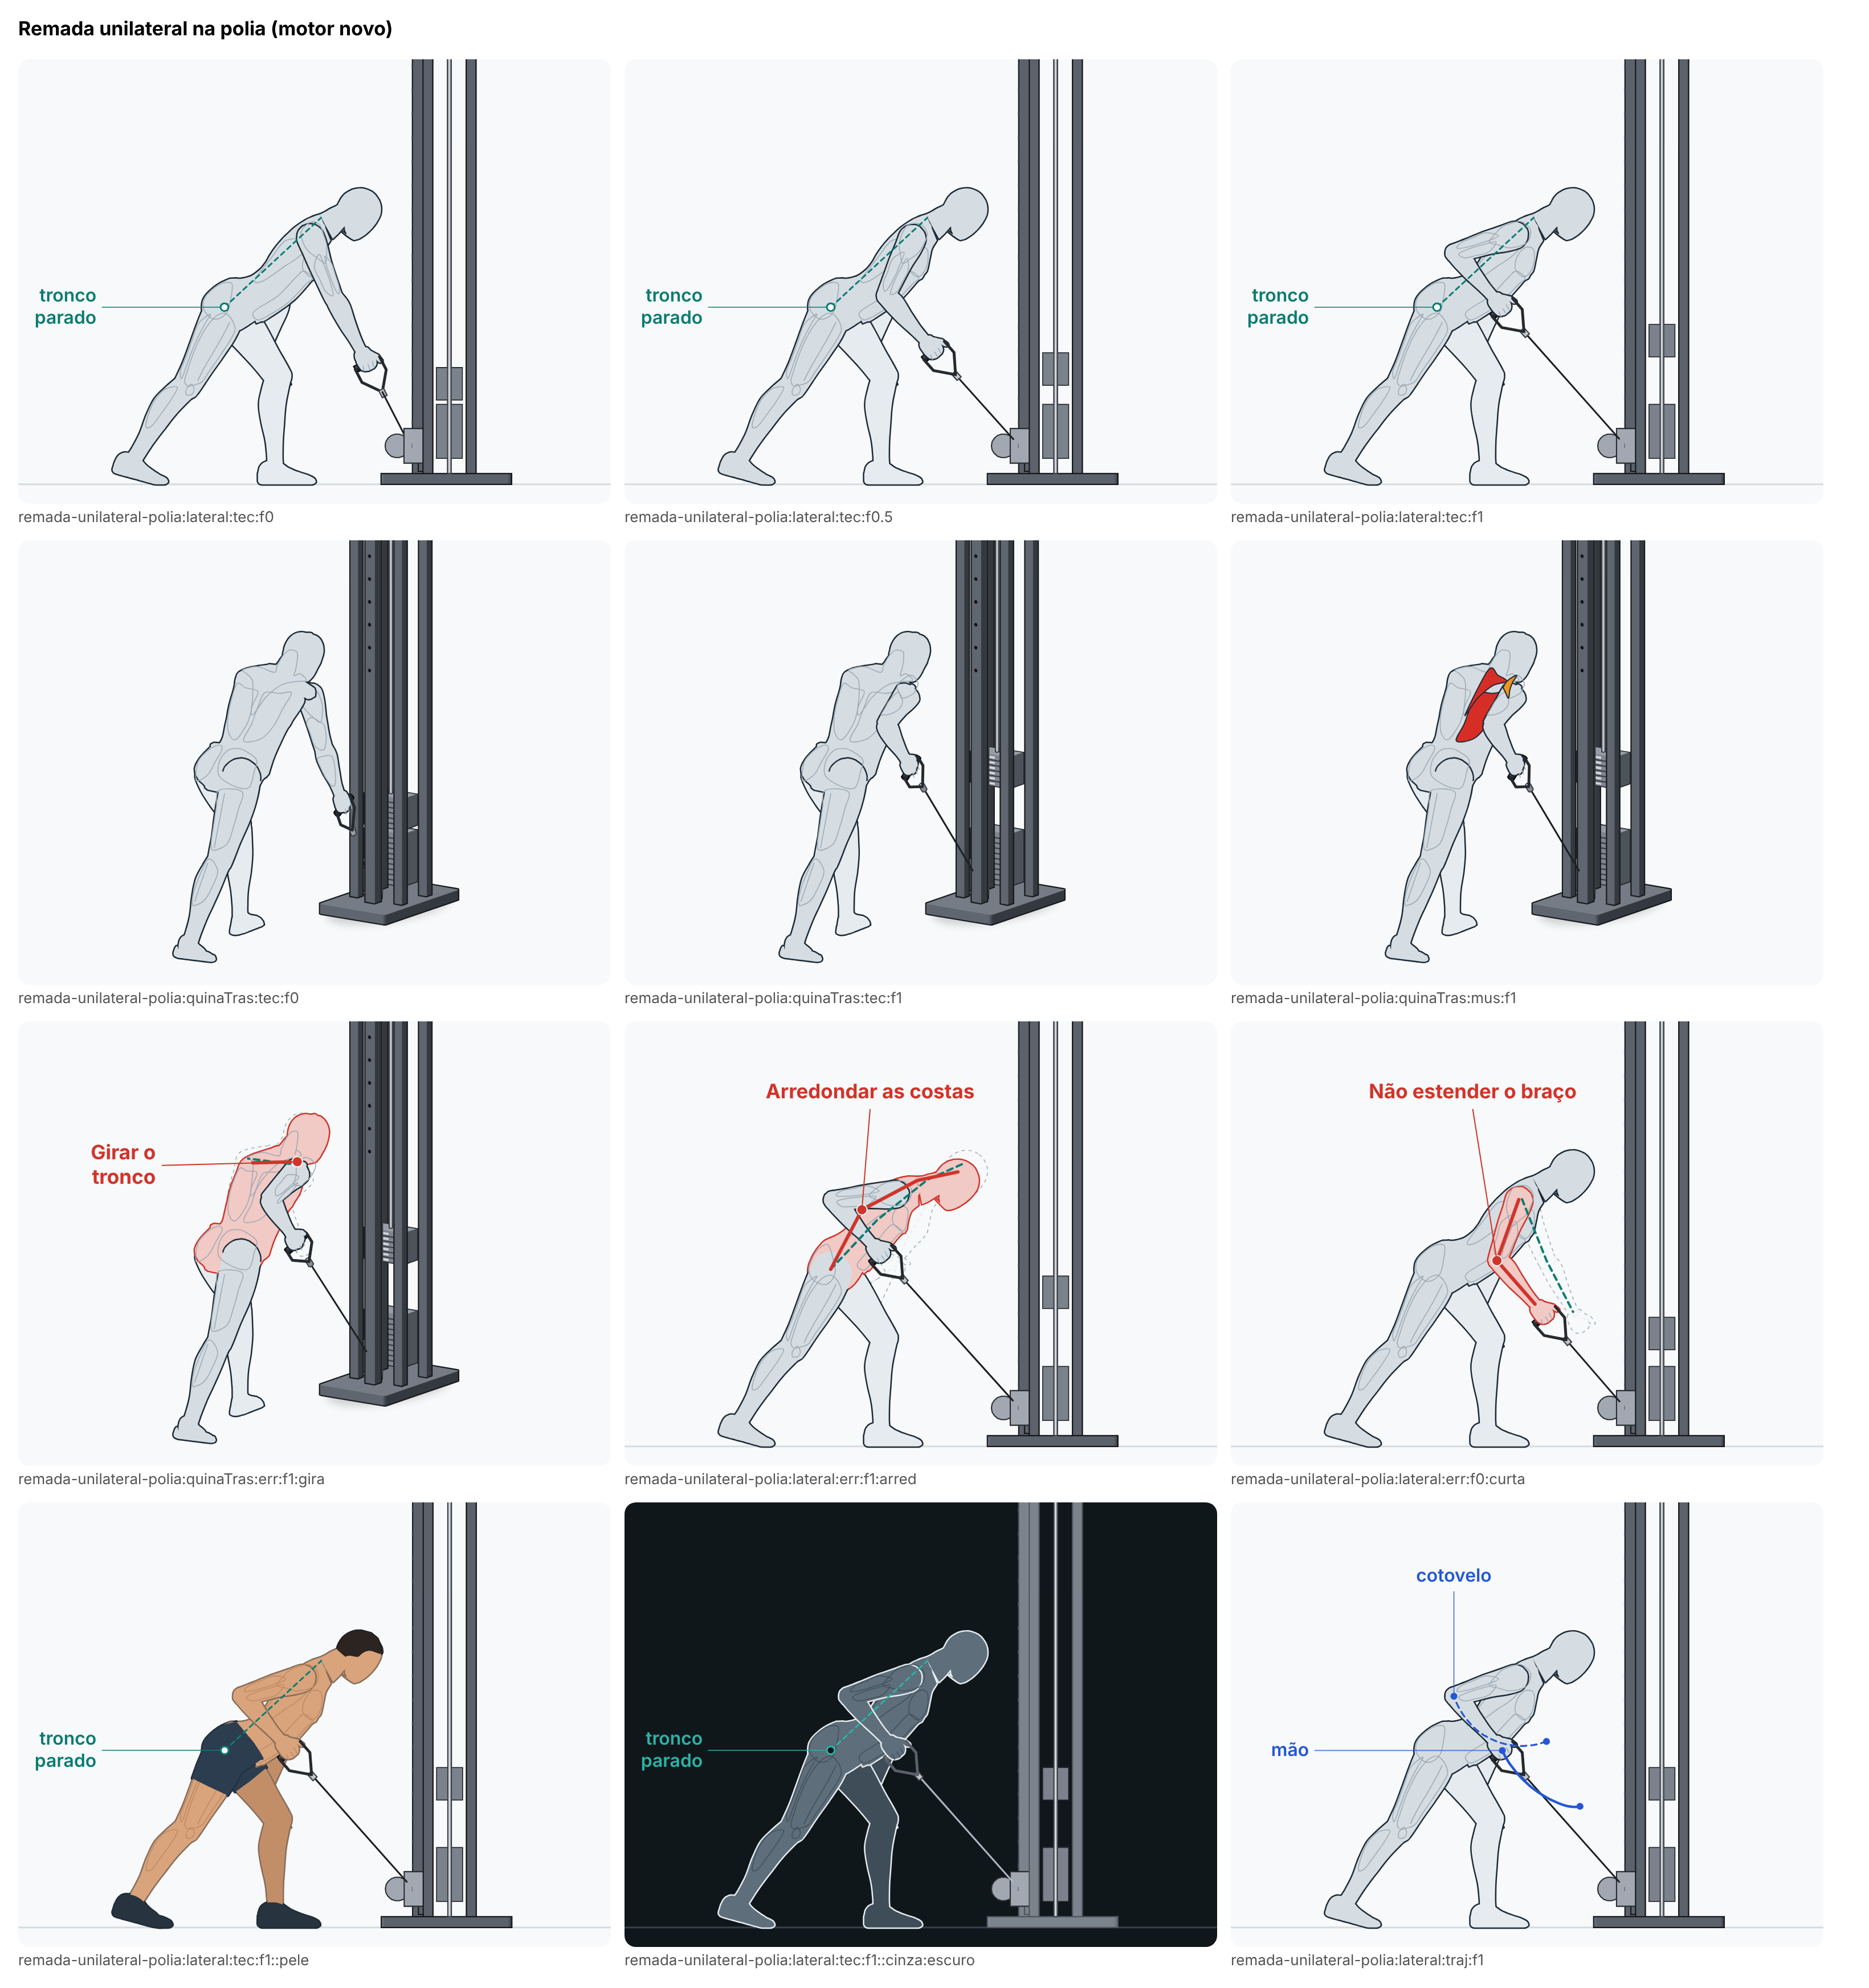 Remada unilateral na polia (motor novo)
tronco
parado
tronco
parado
tronco
parado
remada-unilateral-polia:lateral:tec:f0
remada-unilateral-polia:lateral:tec:f0.5
remada-unilateral-polia:lateral:tec:f1
remada-unilateral-polia:quinaTras:tec:f0
remada-unilateral-polia:quinaTras:tec:f1
remada-unilateral-polia:quinaTras:mus:f1
Girar o
tronco
Arredondar as costas
Não estender o braço
remada-unilateral-polia:quinaTras:err:f1:gira
remada-unilateral-polia:lateral:err:f1:arred
remada-unilateral-polia:lateral:err:f0:curta
tronco
parado
tronco
parado
cotovelo
mão
remada-unilateral-polia:lateral:tec:f1::pele
remada-unilateral-polia:lateral:tec:f1::cinza:escuro
remada-unilateral-polia:lateral:traj:f1